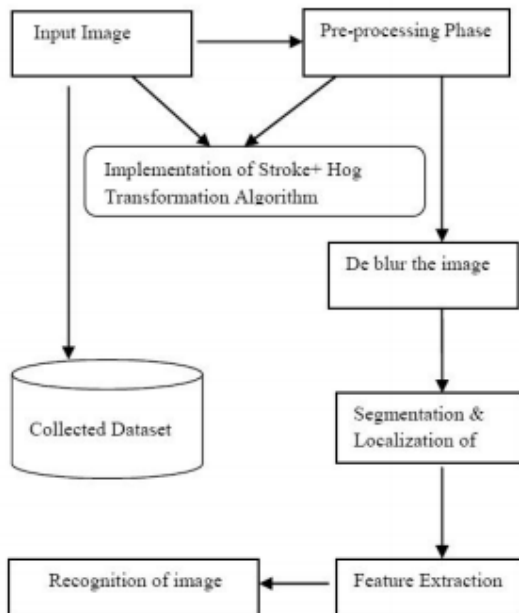 Input Image
Pre-processing Phase
Implementation of Stroke+ Hog
Transformation Algorithm
De blur the image
Collected Dataset
Segmentation &
Localization of
Recognition of image
Feature Extraction